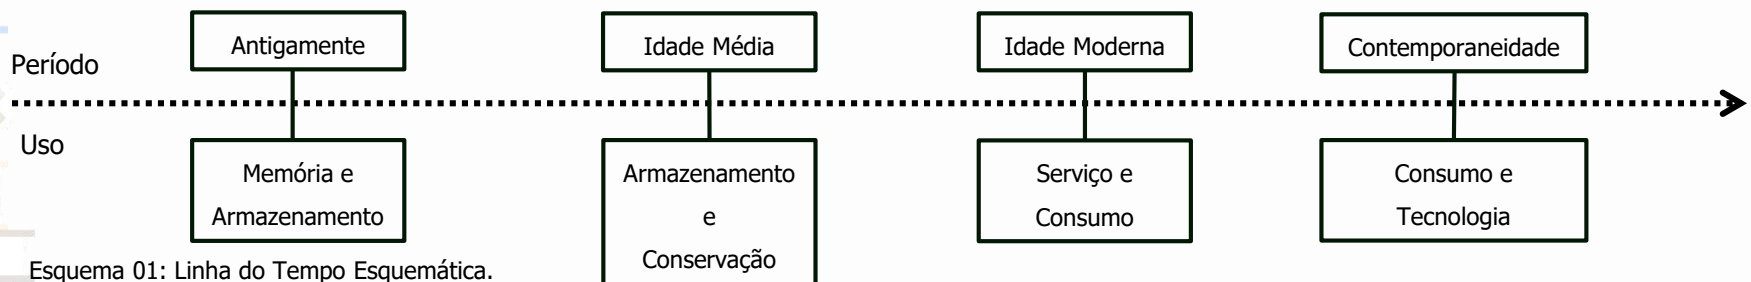 Antigamente
Idade Média
Idade Moderna
Contemporaneidade
Período
Uso
Memória e
Armazenamento
Armazenamento
e
Conservação
Serviço e
Consumo
Consumo e
Tecnologia
Esquema 01: Linha do Tempo Esquemática.